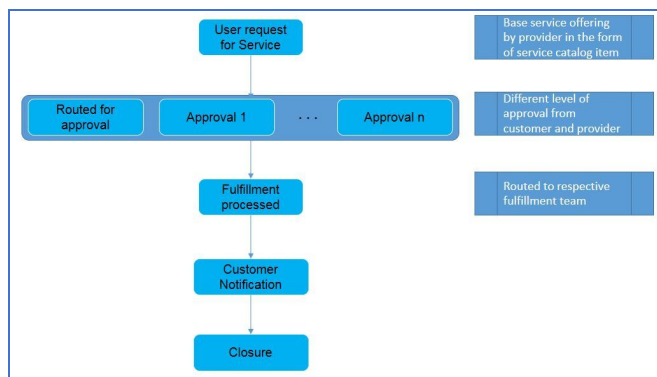 User request
for Service
Base service offering
by provider in the form
of service catalog item
Routed for
approval
Approval 1
. . .
Approval n
Different level of
approval from
customer and provider
Fulfillment
processed
Routed to respective
fulfillment team
Customer
Notification
Closure